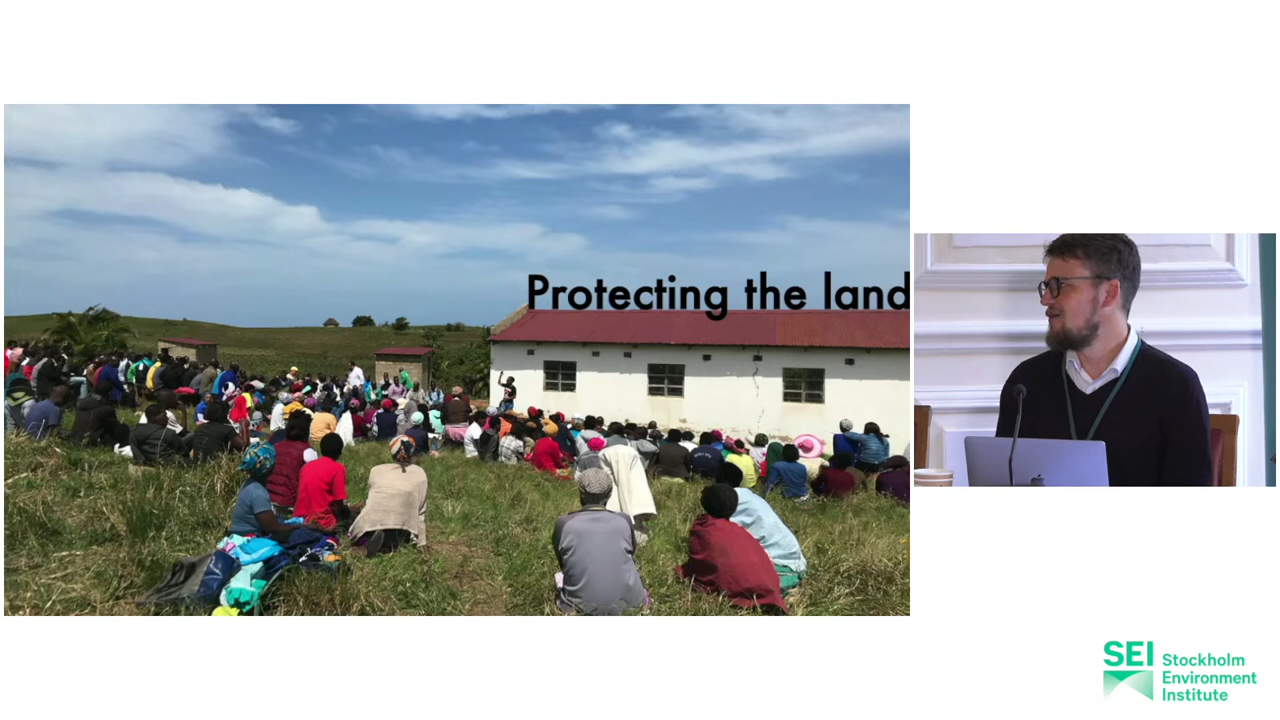 Protecting the land
SEI Stockholm
Environment
Institute